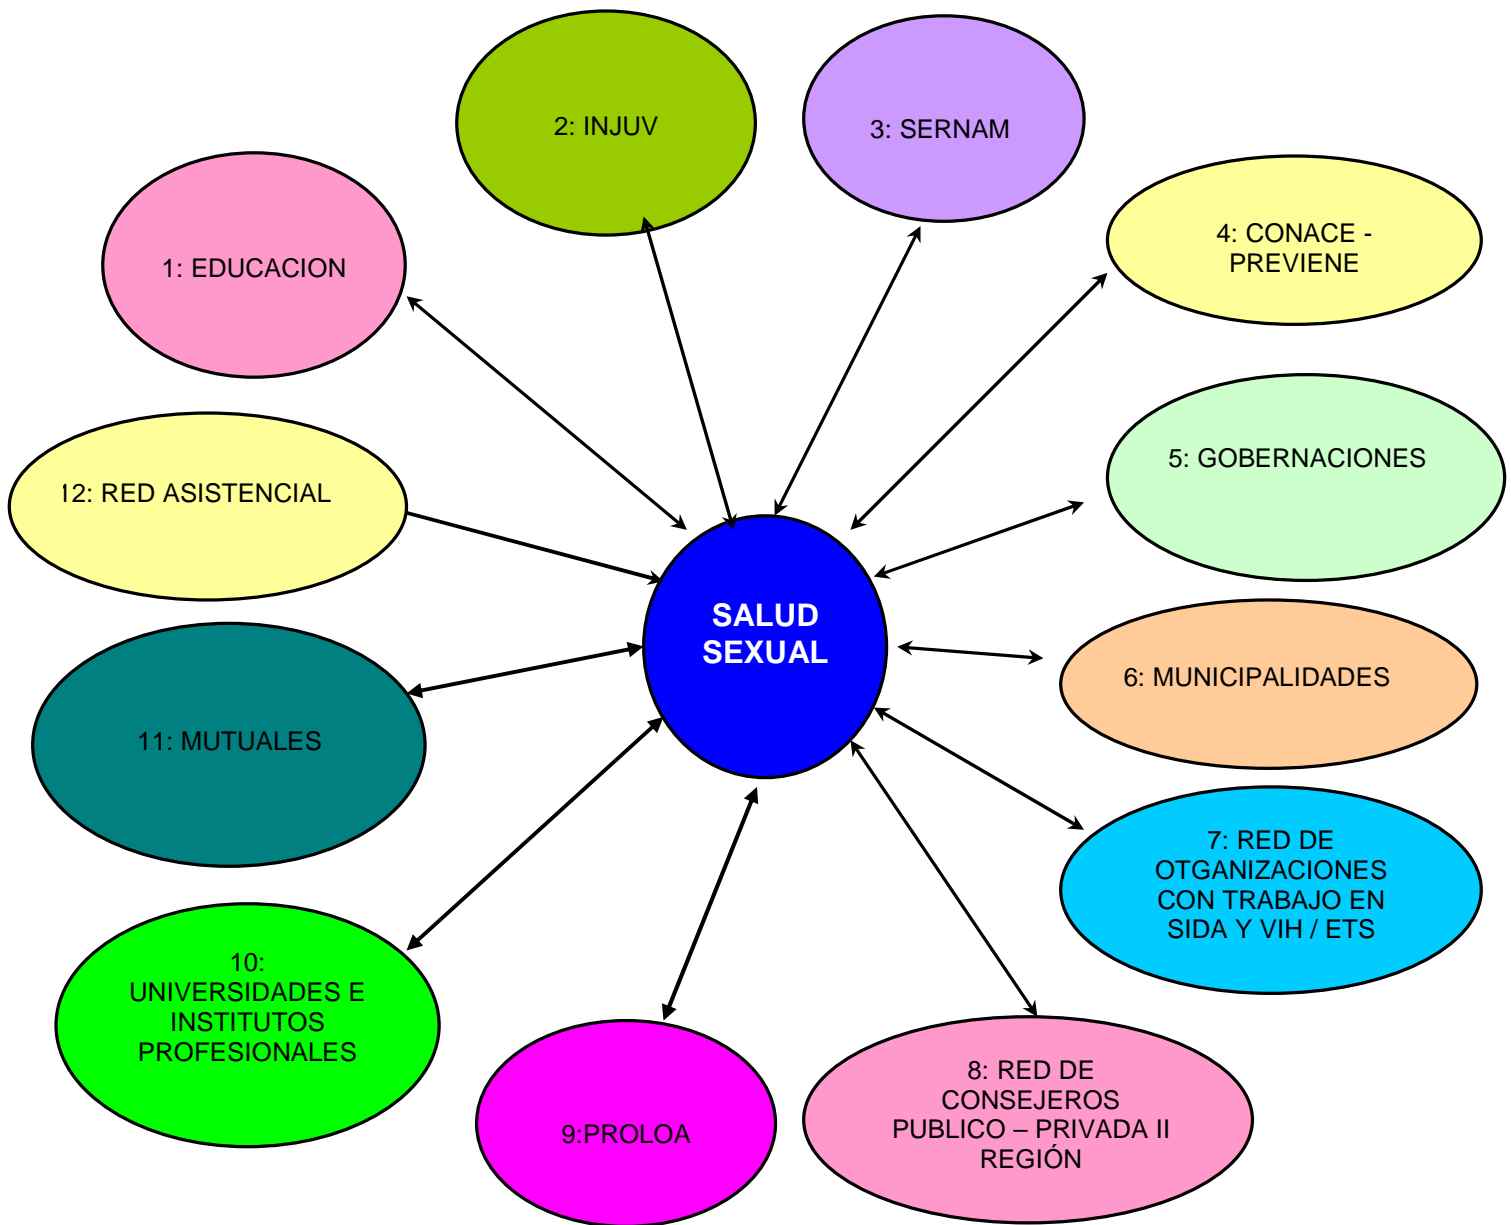 2: INJUV
3: SERNAM
1: EDUCACION
4: CONACE -
PREVIENE
12: RED ASISTENCIAL
5: GOBERNACIONES
SALUD
SEXUAL
6: MUNICIPALIDADES
11: MUTUALES
7: RED DE
OTGANIZACIONES
CON TRABAJO EN
SIDA Y VIH / ETS
10:
UNIVERSIDADES E
INSTITUTOS
PROFESIONALES
9:PROLOA
8: RED DE
CONSEJEROS
PUBLICO – PRIVADA II
REGIÓN